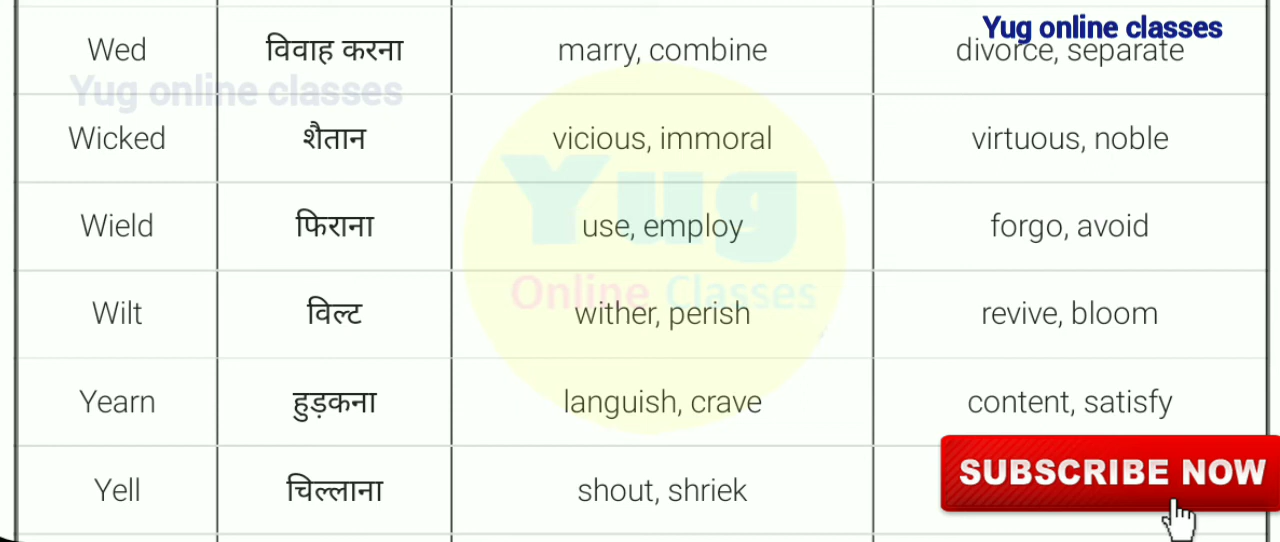 Yug online classes
Wed विवाह करना marry, combine divorce, separate
Yug online classes
Wicked शैतान vicious, immoral virtuous, noble
Yug
Wield फिराना use, employ forgo, avoid
Online Classes
Wilt विल्ट wither, perish revive, bloom
Yearn हुड़कना languish, crave content, satisfy
SUBSCRIBE NOW
Yell चिल्लाना shout, shriek